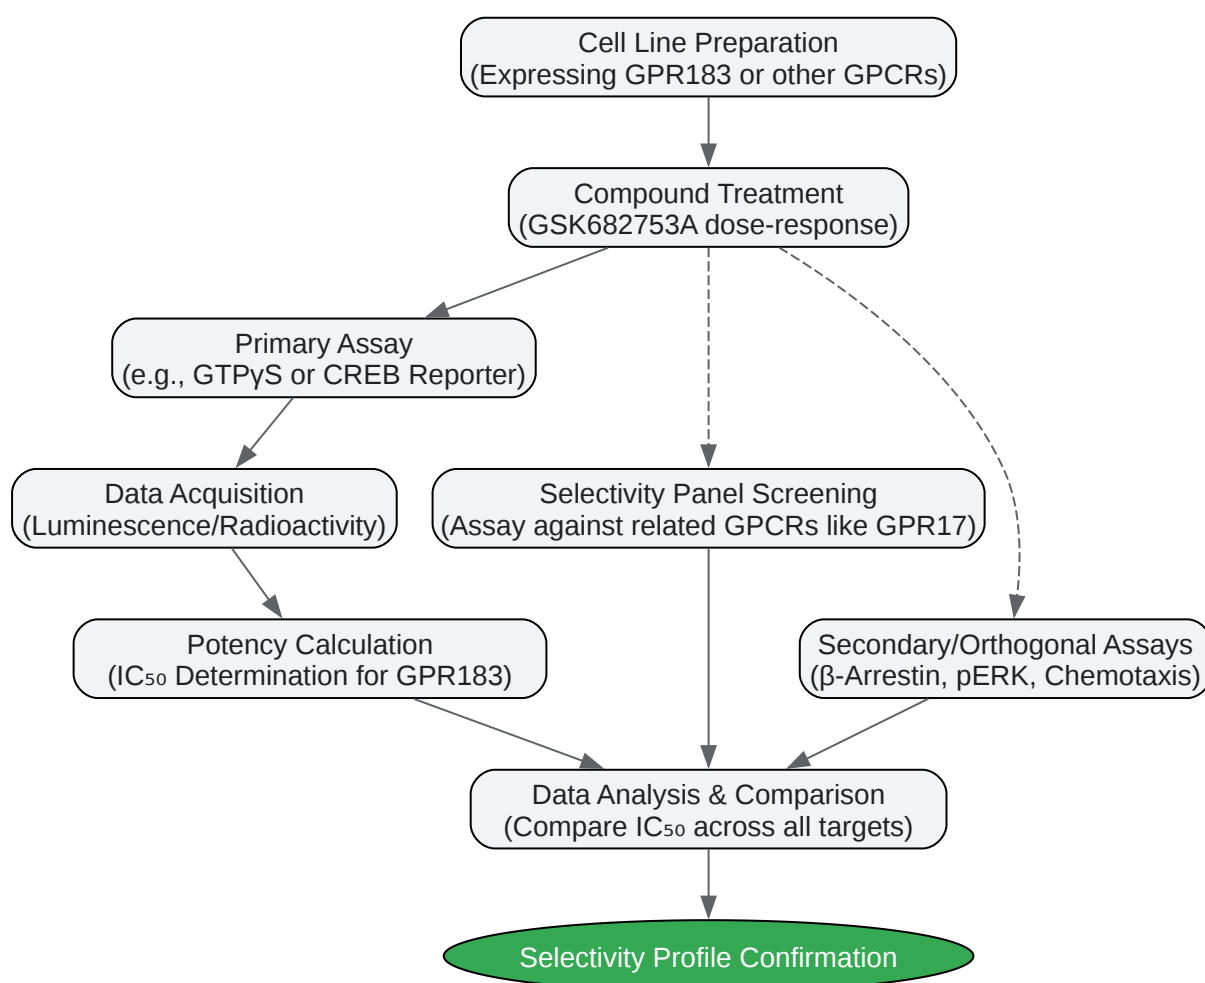 Cell Line Preparation
(Expressing GPR183 or other GPCRs)
Compound Treatment
(GSK682753A dose-response)
Primary Assay
(e.g., GTPγS or CREB Reporter)
Data Acquisition
(Luminescence/Radioactivity)
Selectivity Panel Screening
(Assay against related GPCRs like GPR17)
Potency Calculation
(IC₅₀ Determination for GPR183)
Secondary/Orthogonal Assays
(β-Arrestin, pERK, Chemotaxis)
Data Analysis & Comparison
(Compare IC₅₀ across all targets)
Selectivity Profile Confirmation